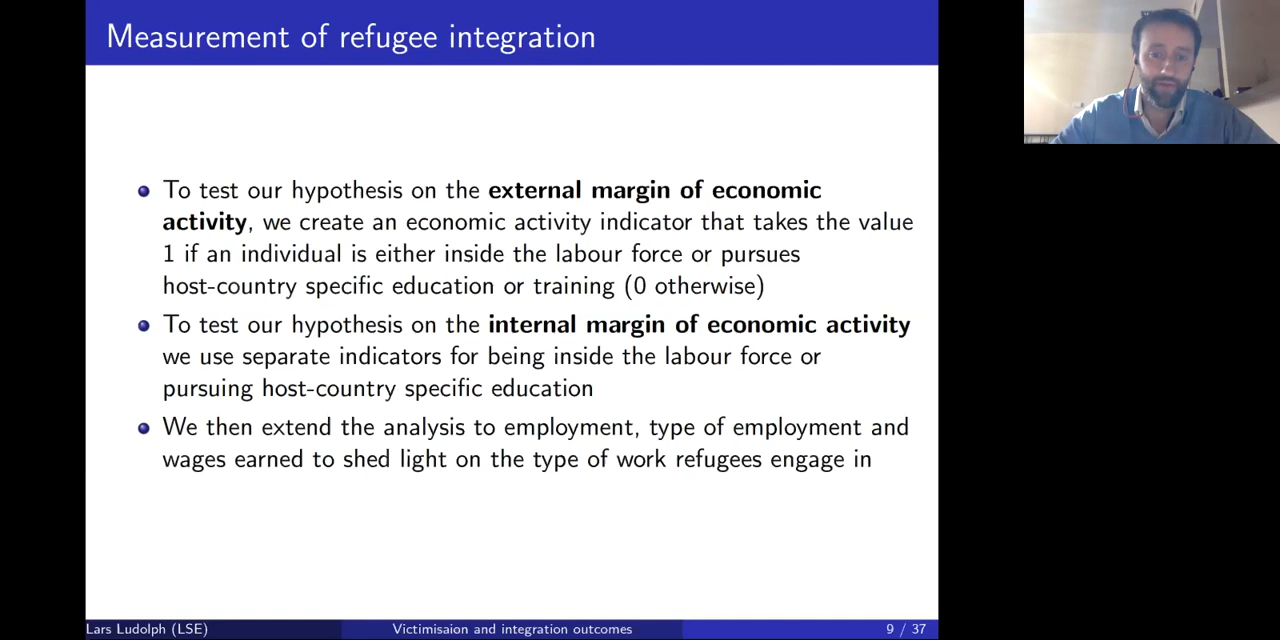 Measurement of refugee integration
To test our hypothesis on the external margin of economic
activity, we create an economic activity indicator that takes the value
1 if an individual is either inside the labour force or pursues
host-country specific education or training (0 otherwise)
To test our hypothesis on the internal margin of economic activity
we use separate indicators for being inside the labour force or
pursuing host-country specific education
We then extend the analysis to employment, type of employment and
wages earned to shed light on the type of work refugees engage in
Lars Ludolph (LSE)
Victimisaion and integration outcomes
9 / 37